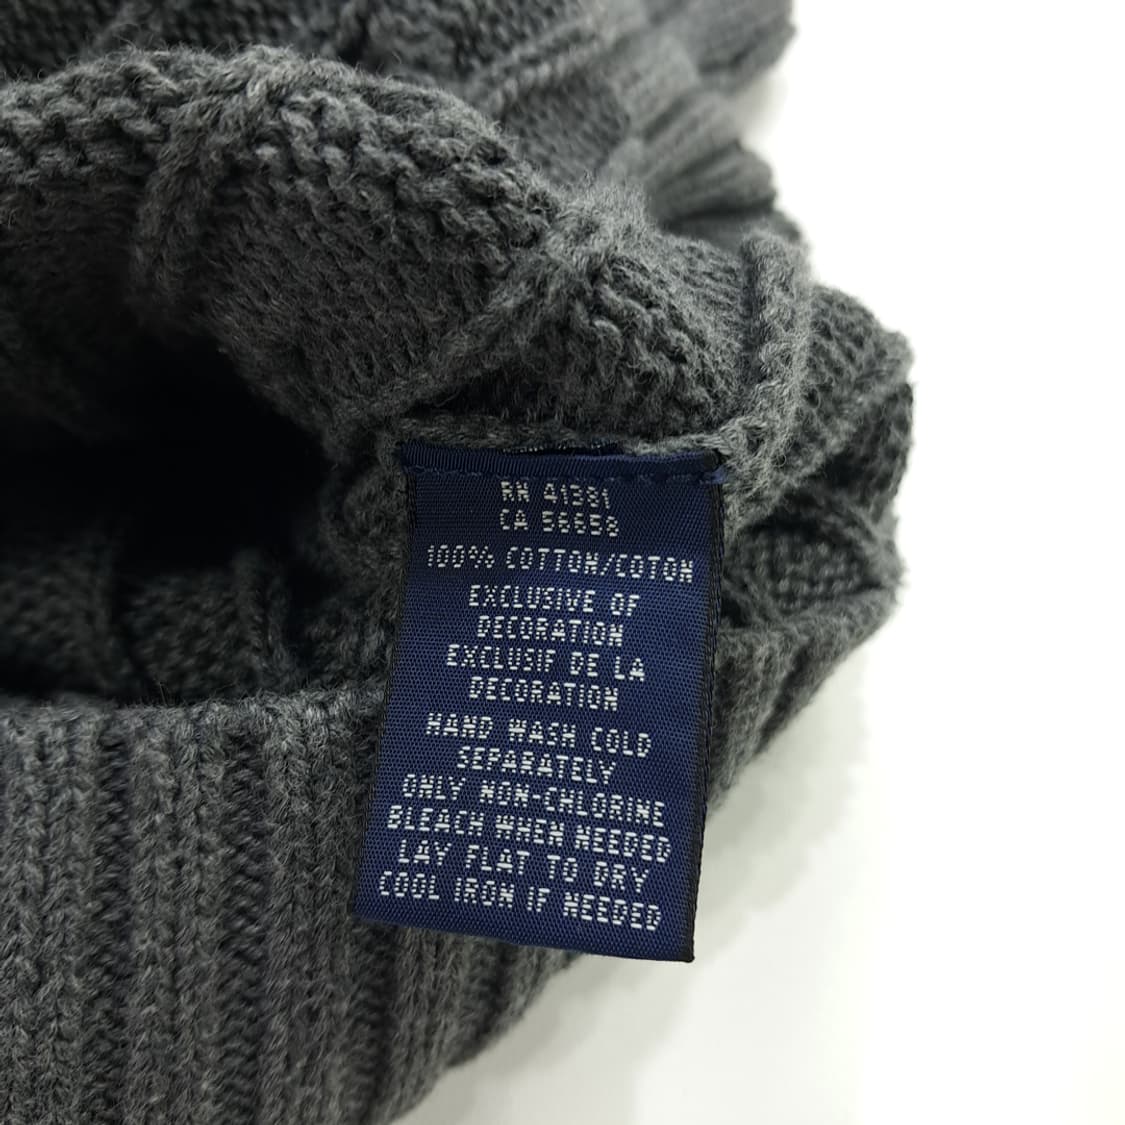 RN 41381
CA 56658
100% COTTON/COTON
EXCLUSIVE OF
DECORATION
EXCLUSIF DE LA
DECORATION
HAND WASH COLD
SEPARATELY
ONLY NON-CHLORINE
BLEACH WHEN NEEDED
LAY FLAT TO DRY
COOL IRON IF NEEDED